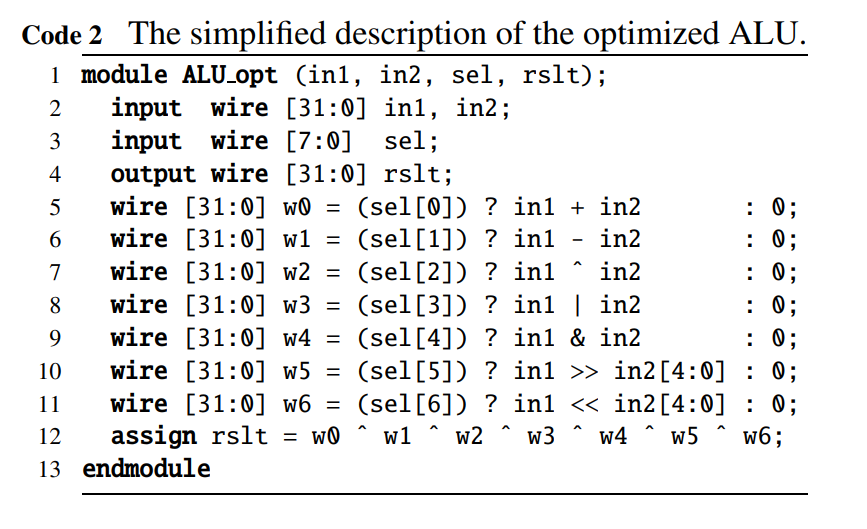 Code 2 The simplified description of the optimized ALU.
1 module ALU_opt (in1, in2, sel, rslt);
2 input wire [31:0] in1, in2;
3 input wire [7:0] sel;
4 output wire [31:0] rslt;
5 wire [31:0] w0 = (sel[0]) ? in1 + in2 : 0;
6 wire [31:0] w1 = (sel[1]) ? in1 - in2 : 0;
7 wire [31:0] w2 = (sel[2]) ? in1 ^ in2 : 0;
8 wire [31:0] w3 = (sel[3]) ? in1 | in2 : 0;
9 wire [31:0] w4 = (sel[4]) ? in1 & in2 : 0;
10 wire [31:0] w5 = (sel[5]) ? in1 >> in2[4:0] : 0;
11 wire [31:0] w6 = (sel[6]) ? in1 << in2[4:0] : 0;
12 assign rslt = w0 ^ w1 ^ w2 ^ w3 ^ w4 ^ w5 ^ w6;
13 endmodule